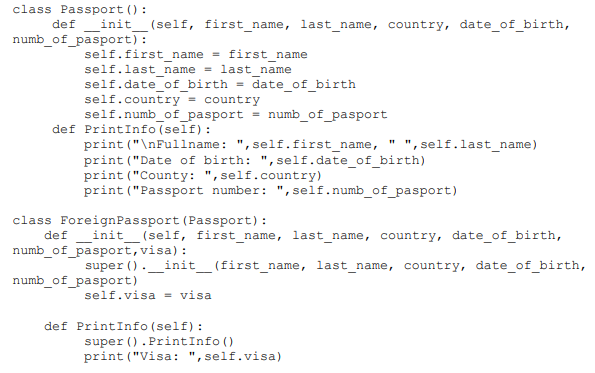 class Passport():
     def __init__(self, first_name, last_name, country, date_of_birth,
numb_of_pasport):
         self.first_name = first_name
         self.last_name = last_name
         self.date_of_birth = date_of_birth
         self.country = country
         self.numb_of_pasport = numb_of_pasport
     def PrintInfo(self):
         print("\nFullname: ",self.first_name, " ",self.last_name)
         print("Date of birth: ",self.date_of_birth)
         print("County: ",self.country)
         print("Passport number: ",self.numb_of_pasport)

class ForeignPassport(Passport):
    def __init__(self, first_name, last_name, country, date_of_birth,
numb_of_pasport,visa):
         super().__init__(first_name, last_name, country, date_of_birth,
numb_of_pasport)
         self.visa = visa

    def PrintInfo(self):
         super().PrintInfo()
         print("Visa: ",self.visa)